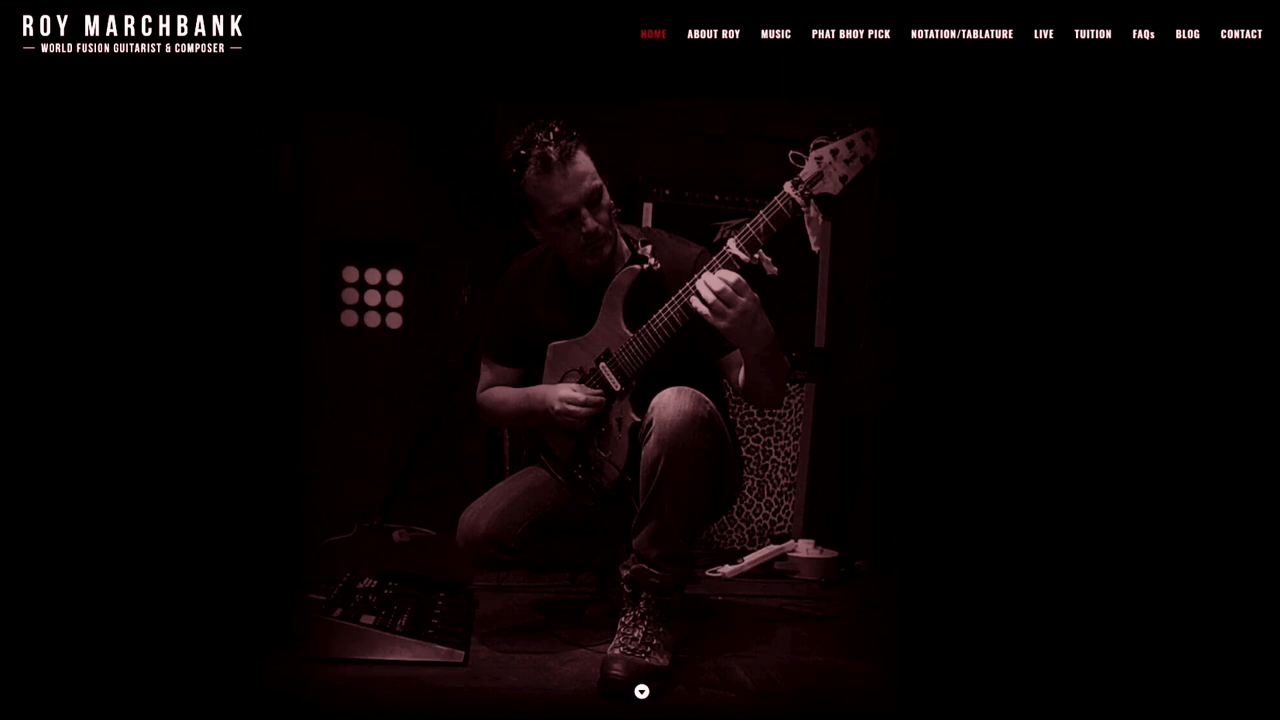 ROY MARCHBANK
WORLD FUSION GUITARIST & COMPOSER
HOME ABOUT ROY MUSIC PHAT BHOY PICK NOTATION/TABLATURE LIVE TUITION FAQs BLOG CONTACT